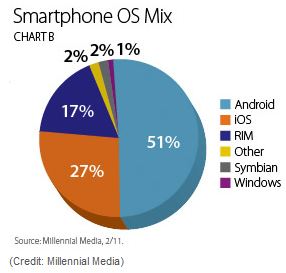 Smartphone OS Mix
CHART B
2% 2% 1%
17%
51%
27%
Android
iOS
RIM
Other
Symbian
Windows
Source: Millennial Media, 2/11.
(Credit: Millennial Media)